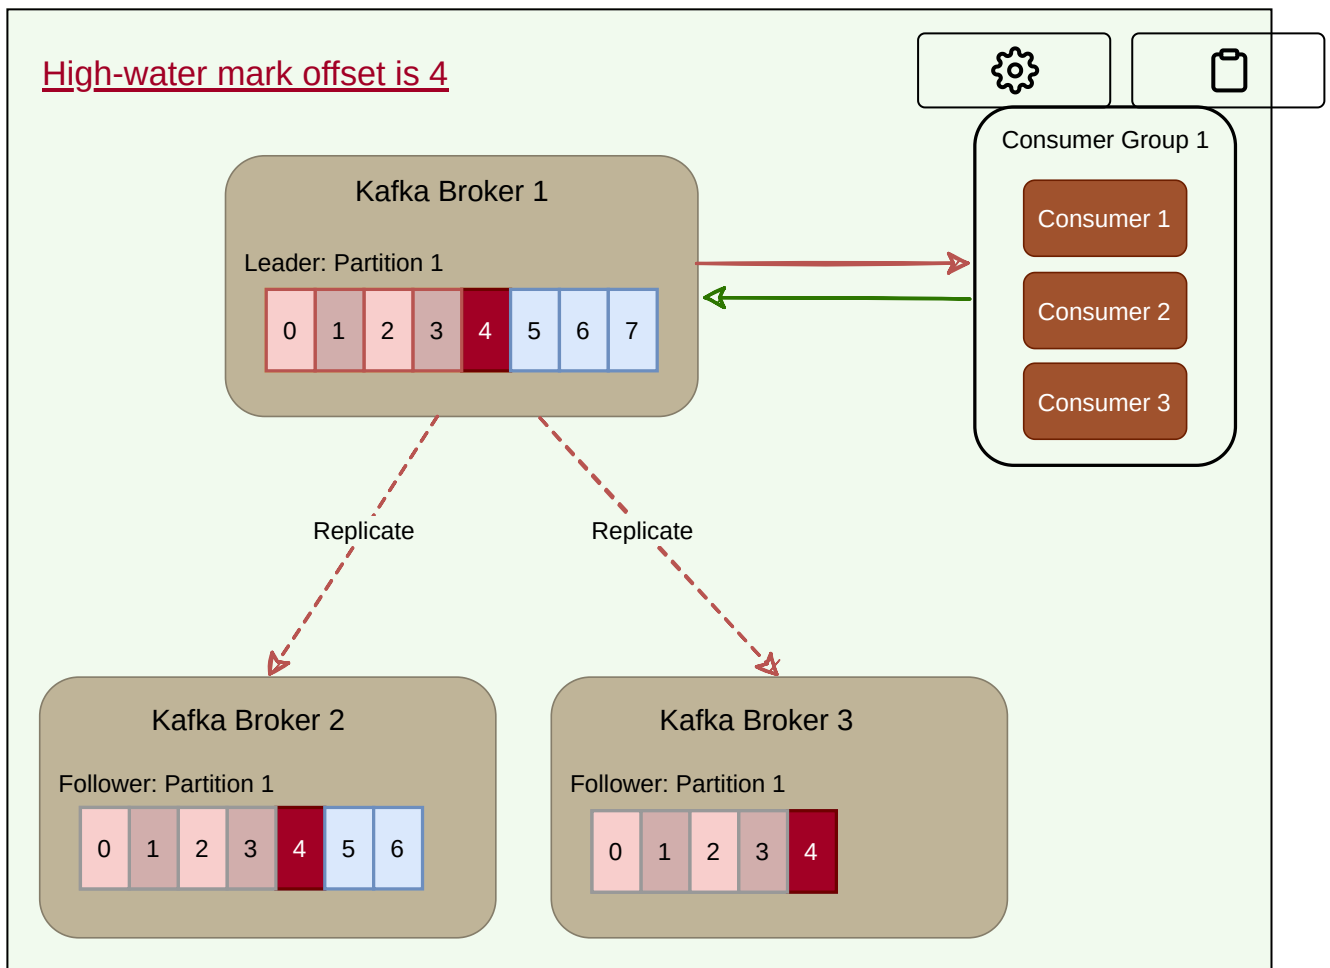 High-water mark offset is 4
Consumer Group 1
Kafka Broker 1
Consumer 1
Leader: Partition 1
0 1 2 3 4 5 6 7
Consumer 2
Consumer 3
Replicate Replicate
Kafka Broker 2
Follower: Partition 1
0 1 2 3 4 5 6
Kafka Broker 3
Follower: Partition 1
0 1 2 3 4